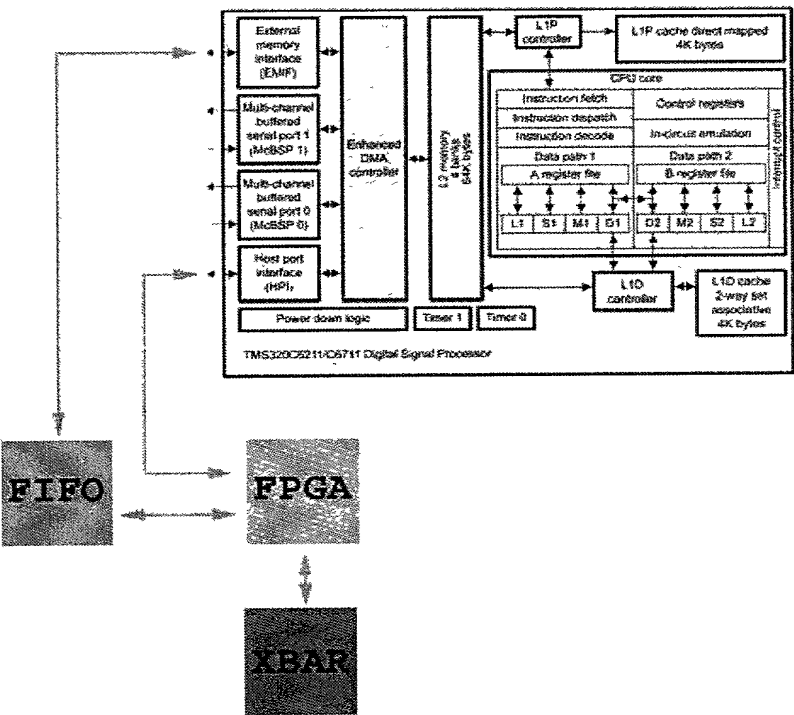 External
memory
interface
(EMIF)
Multi-channel
buffered
serial port 1
(McBSP 1)
Multi-channel
buffered
serial port 0
(McBSP 0)
Host port
interface
(HPI)
Enhanced
DMA
controller
L2 memory
4 banks
64K bytes
L1P
controller
L1P cache direct mapped
4K bytes
CPU core
Instruction fetch
Instruction dispatch
Instruction decode
Control registers
In-circuit emulation
Interrupt control
Data path 1
Data path 2
A register file
B register file
L1 S1 M1 D1 D2 M2 S2 L2
L1D
controller
L1D cache
2-way set
associative
4K bytes
Power down logic
Timer 1
Timer 0
TMS320C6211/C6711 Digital Signal Processor
FIFO
FPGA
XBAR